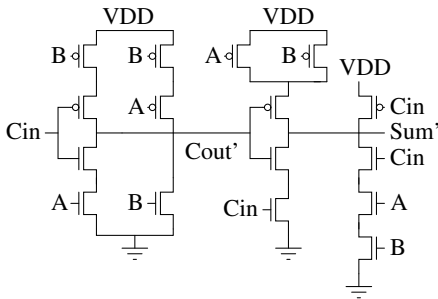 VDD VDD
B B A B
VDD
A Cin
Cin Sum'
Cout' Cin
A B Cin A
B